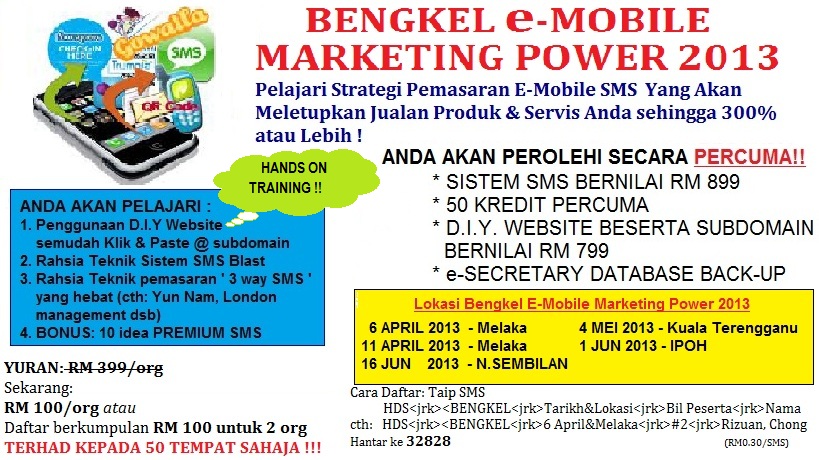 BENGKEL e-MOBILE
MARKETING POWER 2013
Pelajari Strategi Pemasaran E-Mobile SMS Yang Akan
Meletupkan Jualan Produk & Servis Anda sehingga 300%
atau Lebih !
CHECK IN
HERE
Gowalla
SMS
QR Code
HANDS ON
TRAINING !!
ANDA AKAN PEROLEHI SECARA PERCUMA!!
* SISTEM SMS BERNILAI RM 899
* 50 KREDIT PERCUMA
* D.I.Y. WEBSITE BESERTA SUBDOMAIN
BERNILAI RM 799
* e-SECRETARY DATABASE BACK-UP
ANDA AKAN PELAJARI :
1. Penggunaan D.I.Y Website
semudah Klik & Paste @ subdomain
2. Rahsia Teknik Sistem SMS Blast
3. Rahsia Teknik pemasaran ' 3 way SMS '
yang hebat (cth: Yun Nam, London
management dsb)
4. BONUS: 10 idea PREMIUM SMS
Lokasi Bengkel E-Mobile Marketing Power 2013
6 APRIL 2013 - Melaka
4 MEI 2013 - Kuala Terengganu
11 APRIL 2013 - Melaka
1 JUN 2013 - IPOH
16 JUN 2013 - N.SEMBILAN
YURAN: RM 399/org
Sekarang:
RM 100/org atau
Daftar berkumpulan RM 100 untuk 2 org
TERHAD KEPADA 50 TEMPAT SAHAJA !!!
Cara Daftar: Taip SMS
HDS<jrk><BENGKEL<jrk>Tarikh&Lokasi<jrk>Bil Peserta<jrk>Nama
cth: HDS<jrk><BENGKEL<jrk>6 April&Melaka<jrk>#2<jrk>Rizuan, Chong
Hantar ke 32828
(RM0.30/SMS)